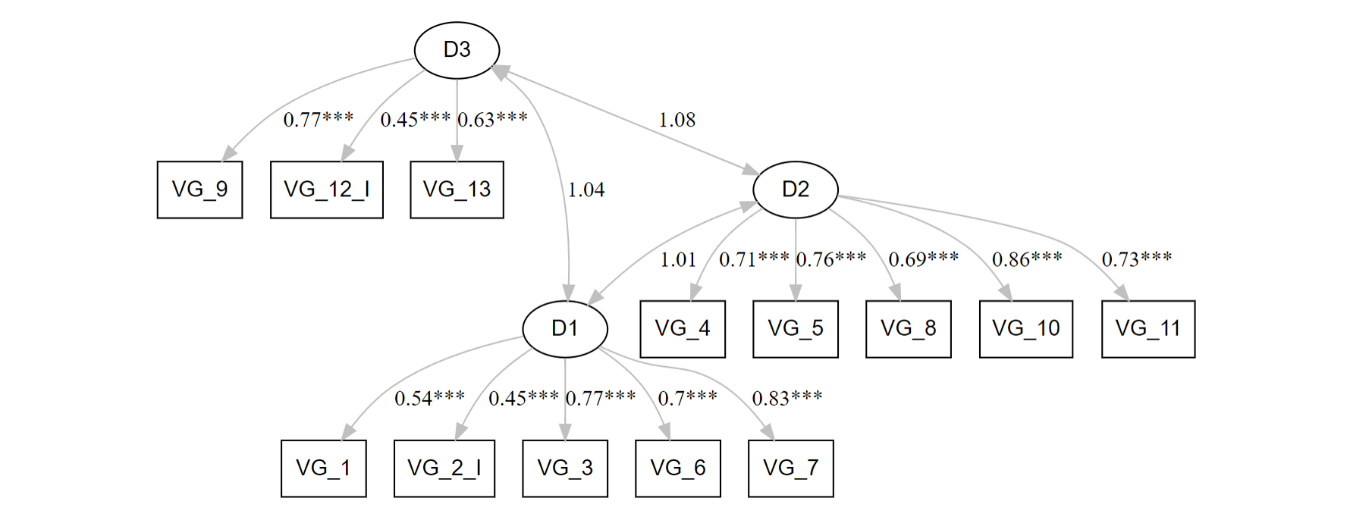 D3
0.77*** 0.45*** 0.63*** 1.08
VG_9 VG_12_I VG_13 1.04 D2
1.01 0.71*** 0.76*** 0.69*** 0.86*** 0.73***
D1 VG_4 VG_5 VG_8 VG_10 VG_11
0.54*** 0.45*** 0.77*** 0.7*** 0.83***
VG_1 VG_2_I VG_3 VG_6 VG_7